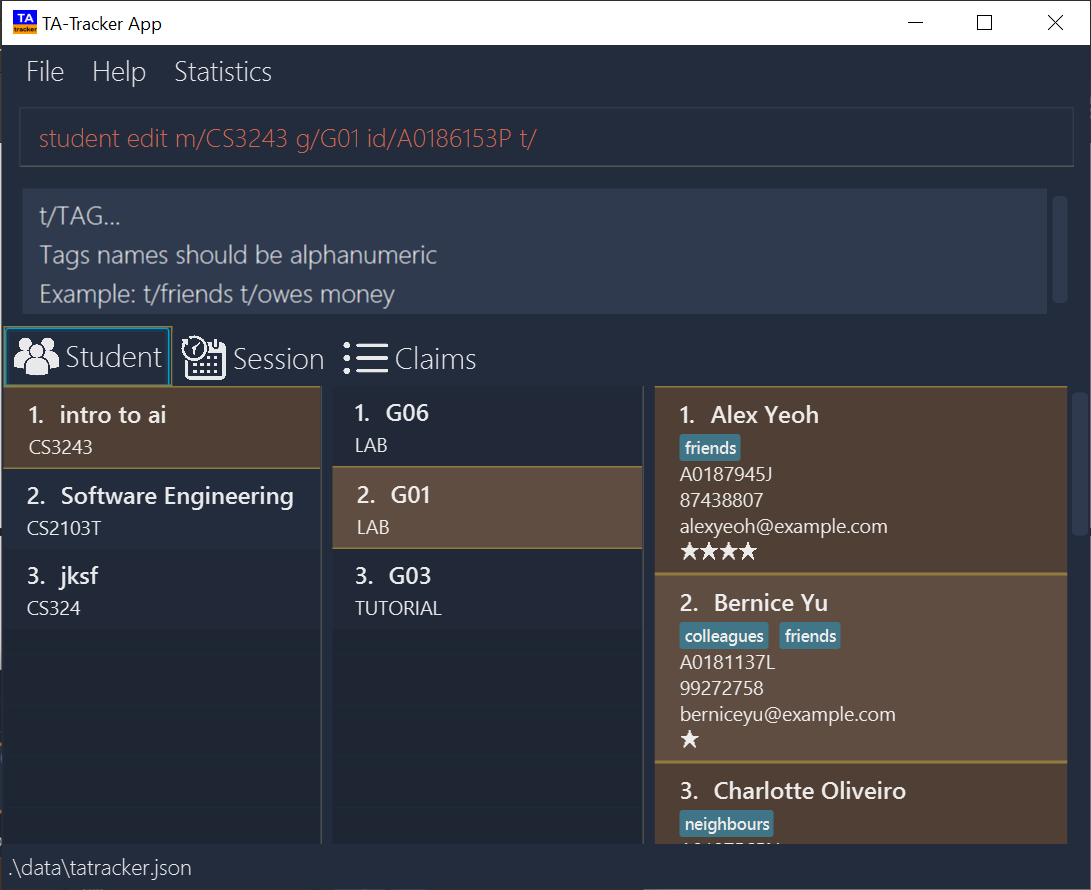 TA tracker TA-Tracker App
File Help Statistics
student edit m/CS3243 g/G01 id/A0186153P t/
t/TAG...
Tags names should be alphanumeric
Example: t/friends t/owes money
Student Session Claims
1. intro to ai
CS3243
2. Software Engineering
CS2103T
3. jksf
CS324
1. G06
LAB
2. G01
LAB
3. G03
TUTORIAL
1. Alex Yeoh
friends
A0187945J
87438807
alexyeoh@example.com
★★★★
2. Bernice Yu
colleagues friends
A0181137L
99272758
berniceyu@example.com
★
3. Charlotte Oliveiro
neighbours
.\data\tatracker.json